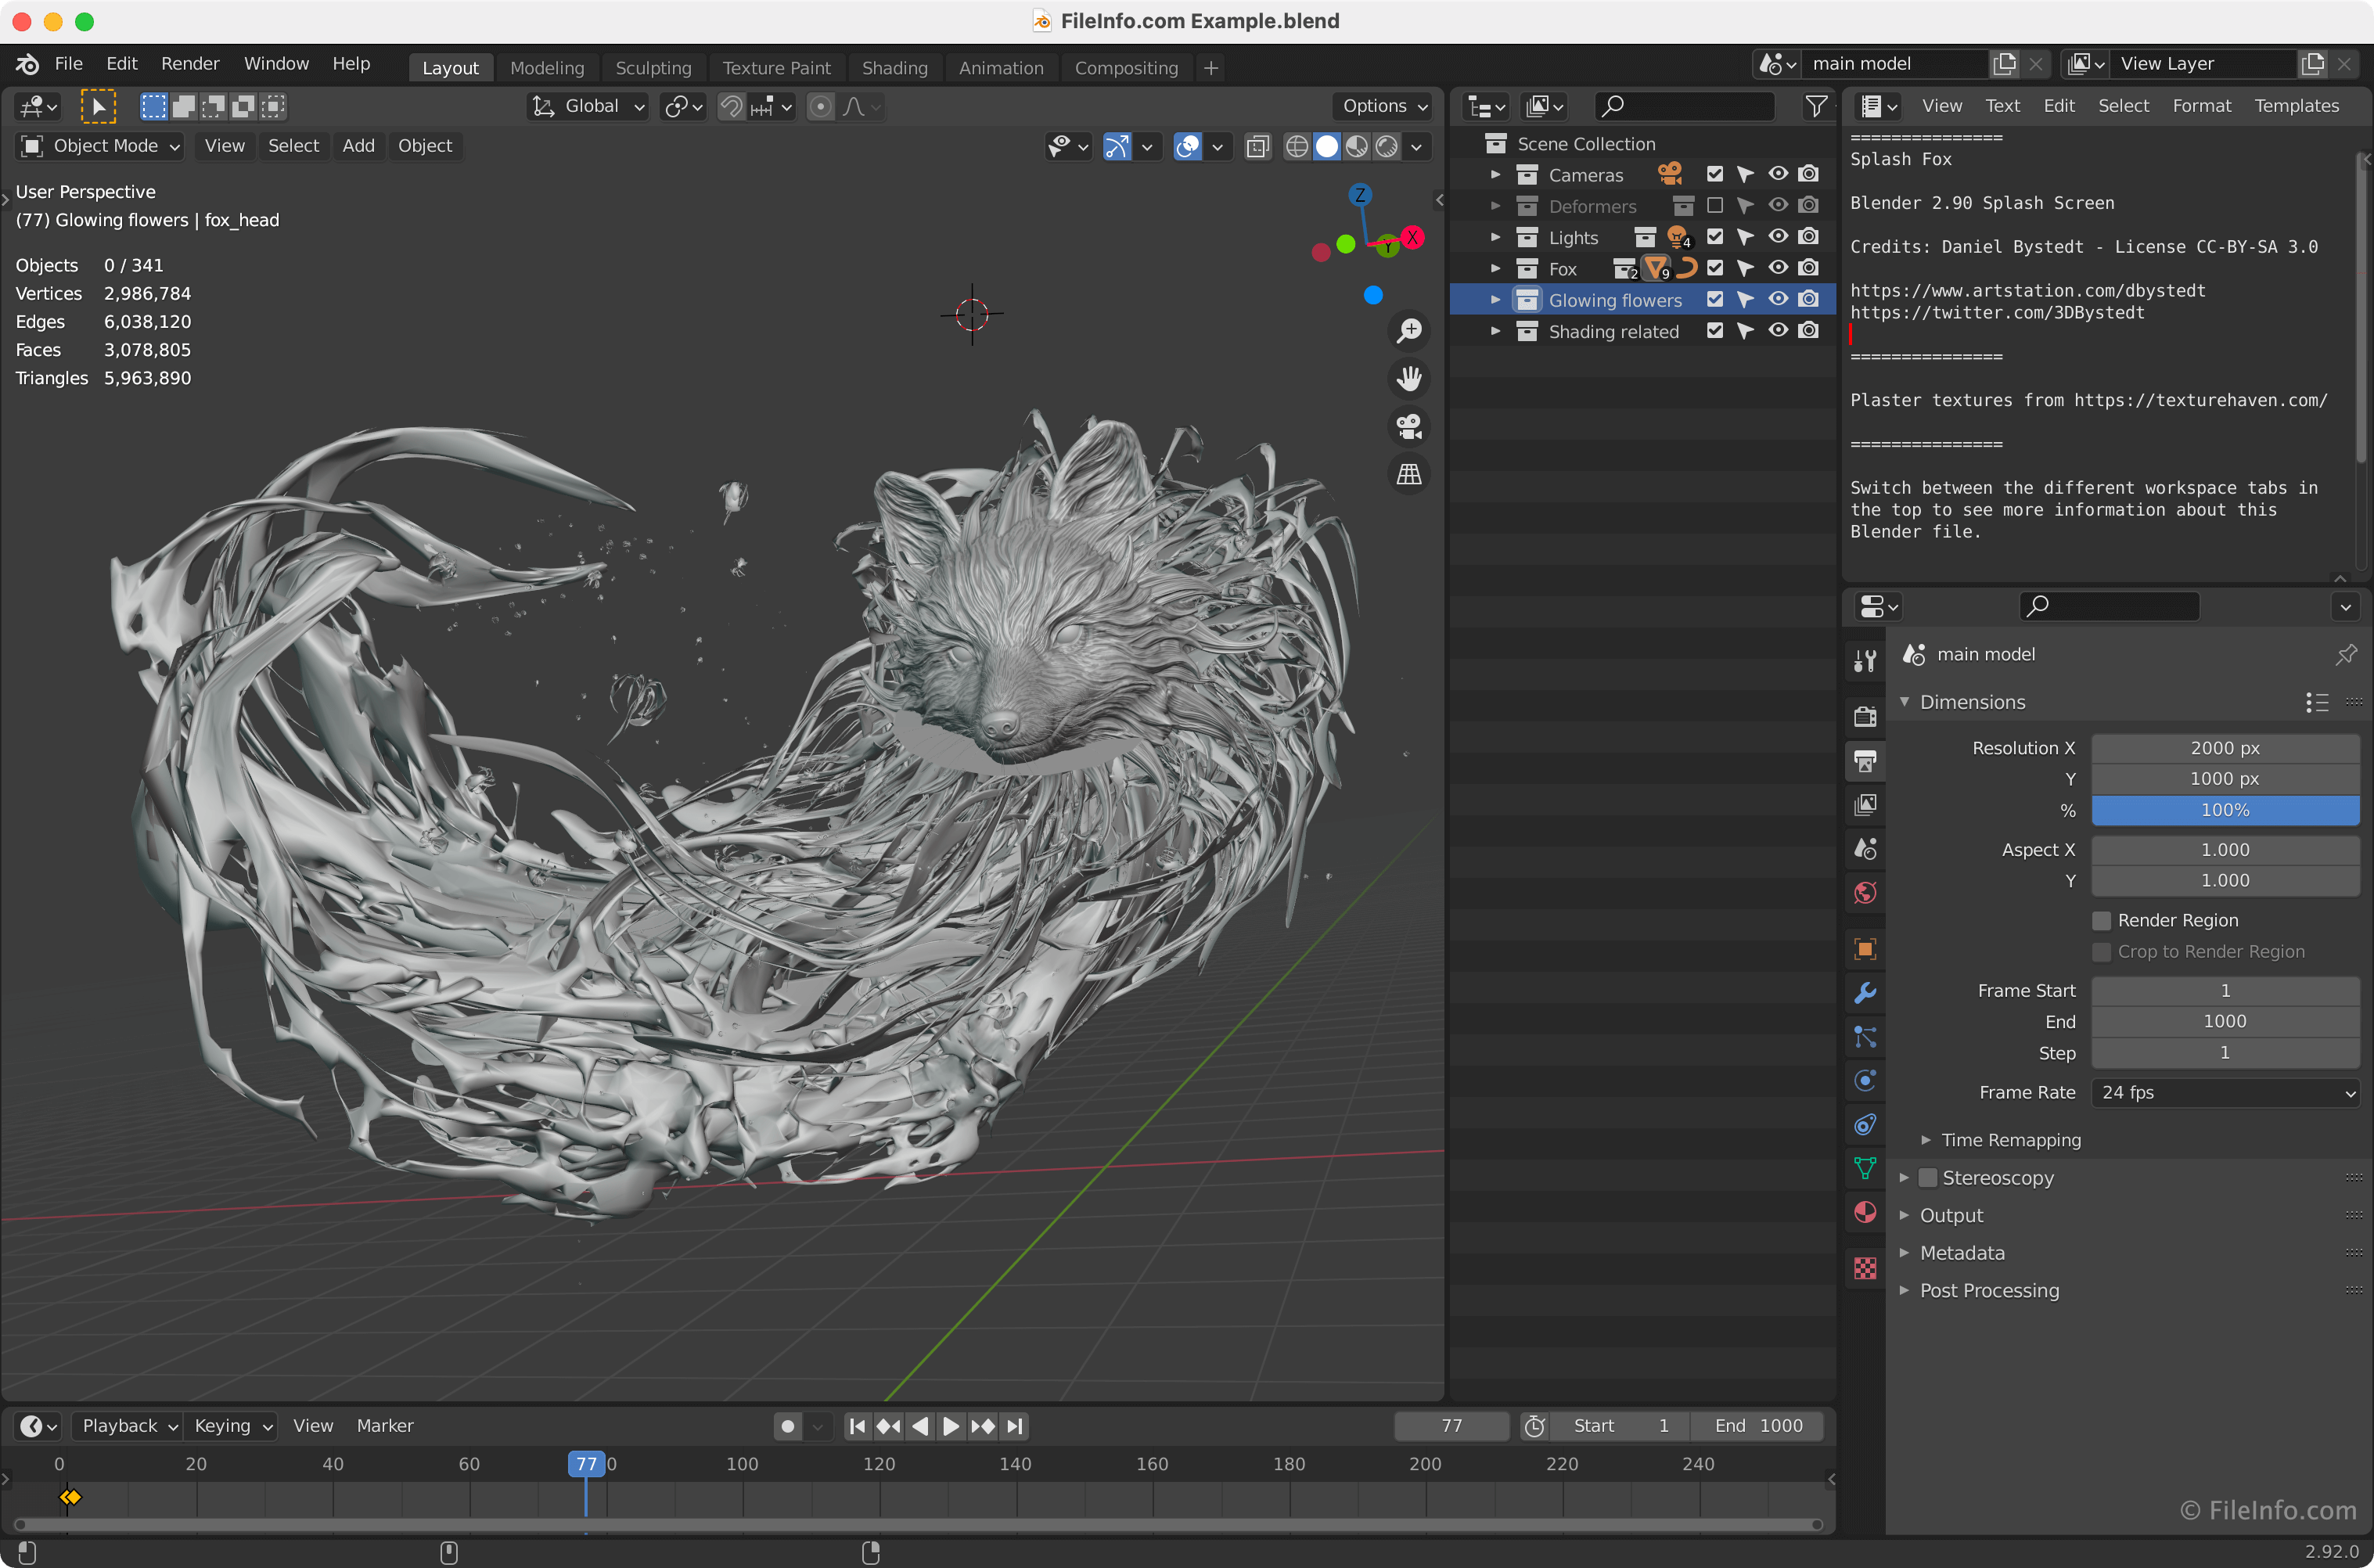 FileInfo.com Example.blend
File Edit Render Window Help
Layout Modeling Sculpting Texture Paint Shading Animation Compositing +
main model
View Layer
Global
Options
Object Mode View Select Add Object
User Perspective
(77) Glowing flowers | fox_head
Objects 0 / 341
Vertices 2,986,784
Edges 6,038,120
Faces 3,078,805
Triangles 5,963,890
Z
Y
X
Scene Collection
Cameras
Deformers
Lights 4
Fox 2 9
Glowing flowers
Shading related
View Text Edit Select Format Templates
===============
Splash Fox
Blender 2.90 Splash Screen
Credits: Daniel Bystedt - License CC-BY-SA 3.0
https://www.artstation.com/dbystedt
https://twitter.com/3DBystedt
===============
Plaster textures from https://texturehaven.com/
===============
Switch between the different workspace tabs in
the top to see more information about this
Blender file.
main model
Dimensions
Resolution X 2000 px
Y 1000 px
% 100%
Aspect X 1.000
Y 1.000
Render Region
Crop to Render Region
Frame Start 1
End 1000
Step 1
Frame Rate 24 fps
Time Remapping
Stereoscopy
Output
Metadata
Post Processing
Playback Keying View Marker
77
Start 1
End 1000
0 20 40 60 77 0 100 120 140 160 180 200 220 240
© FileInfo.com
2.92.0